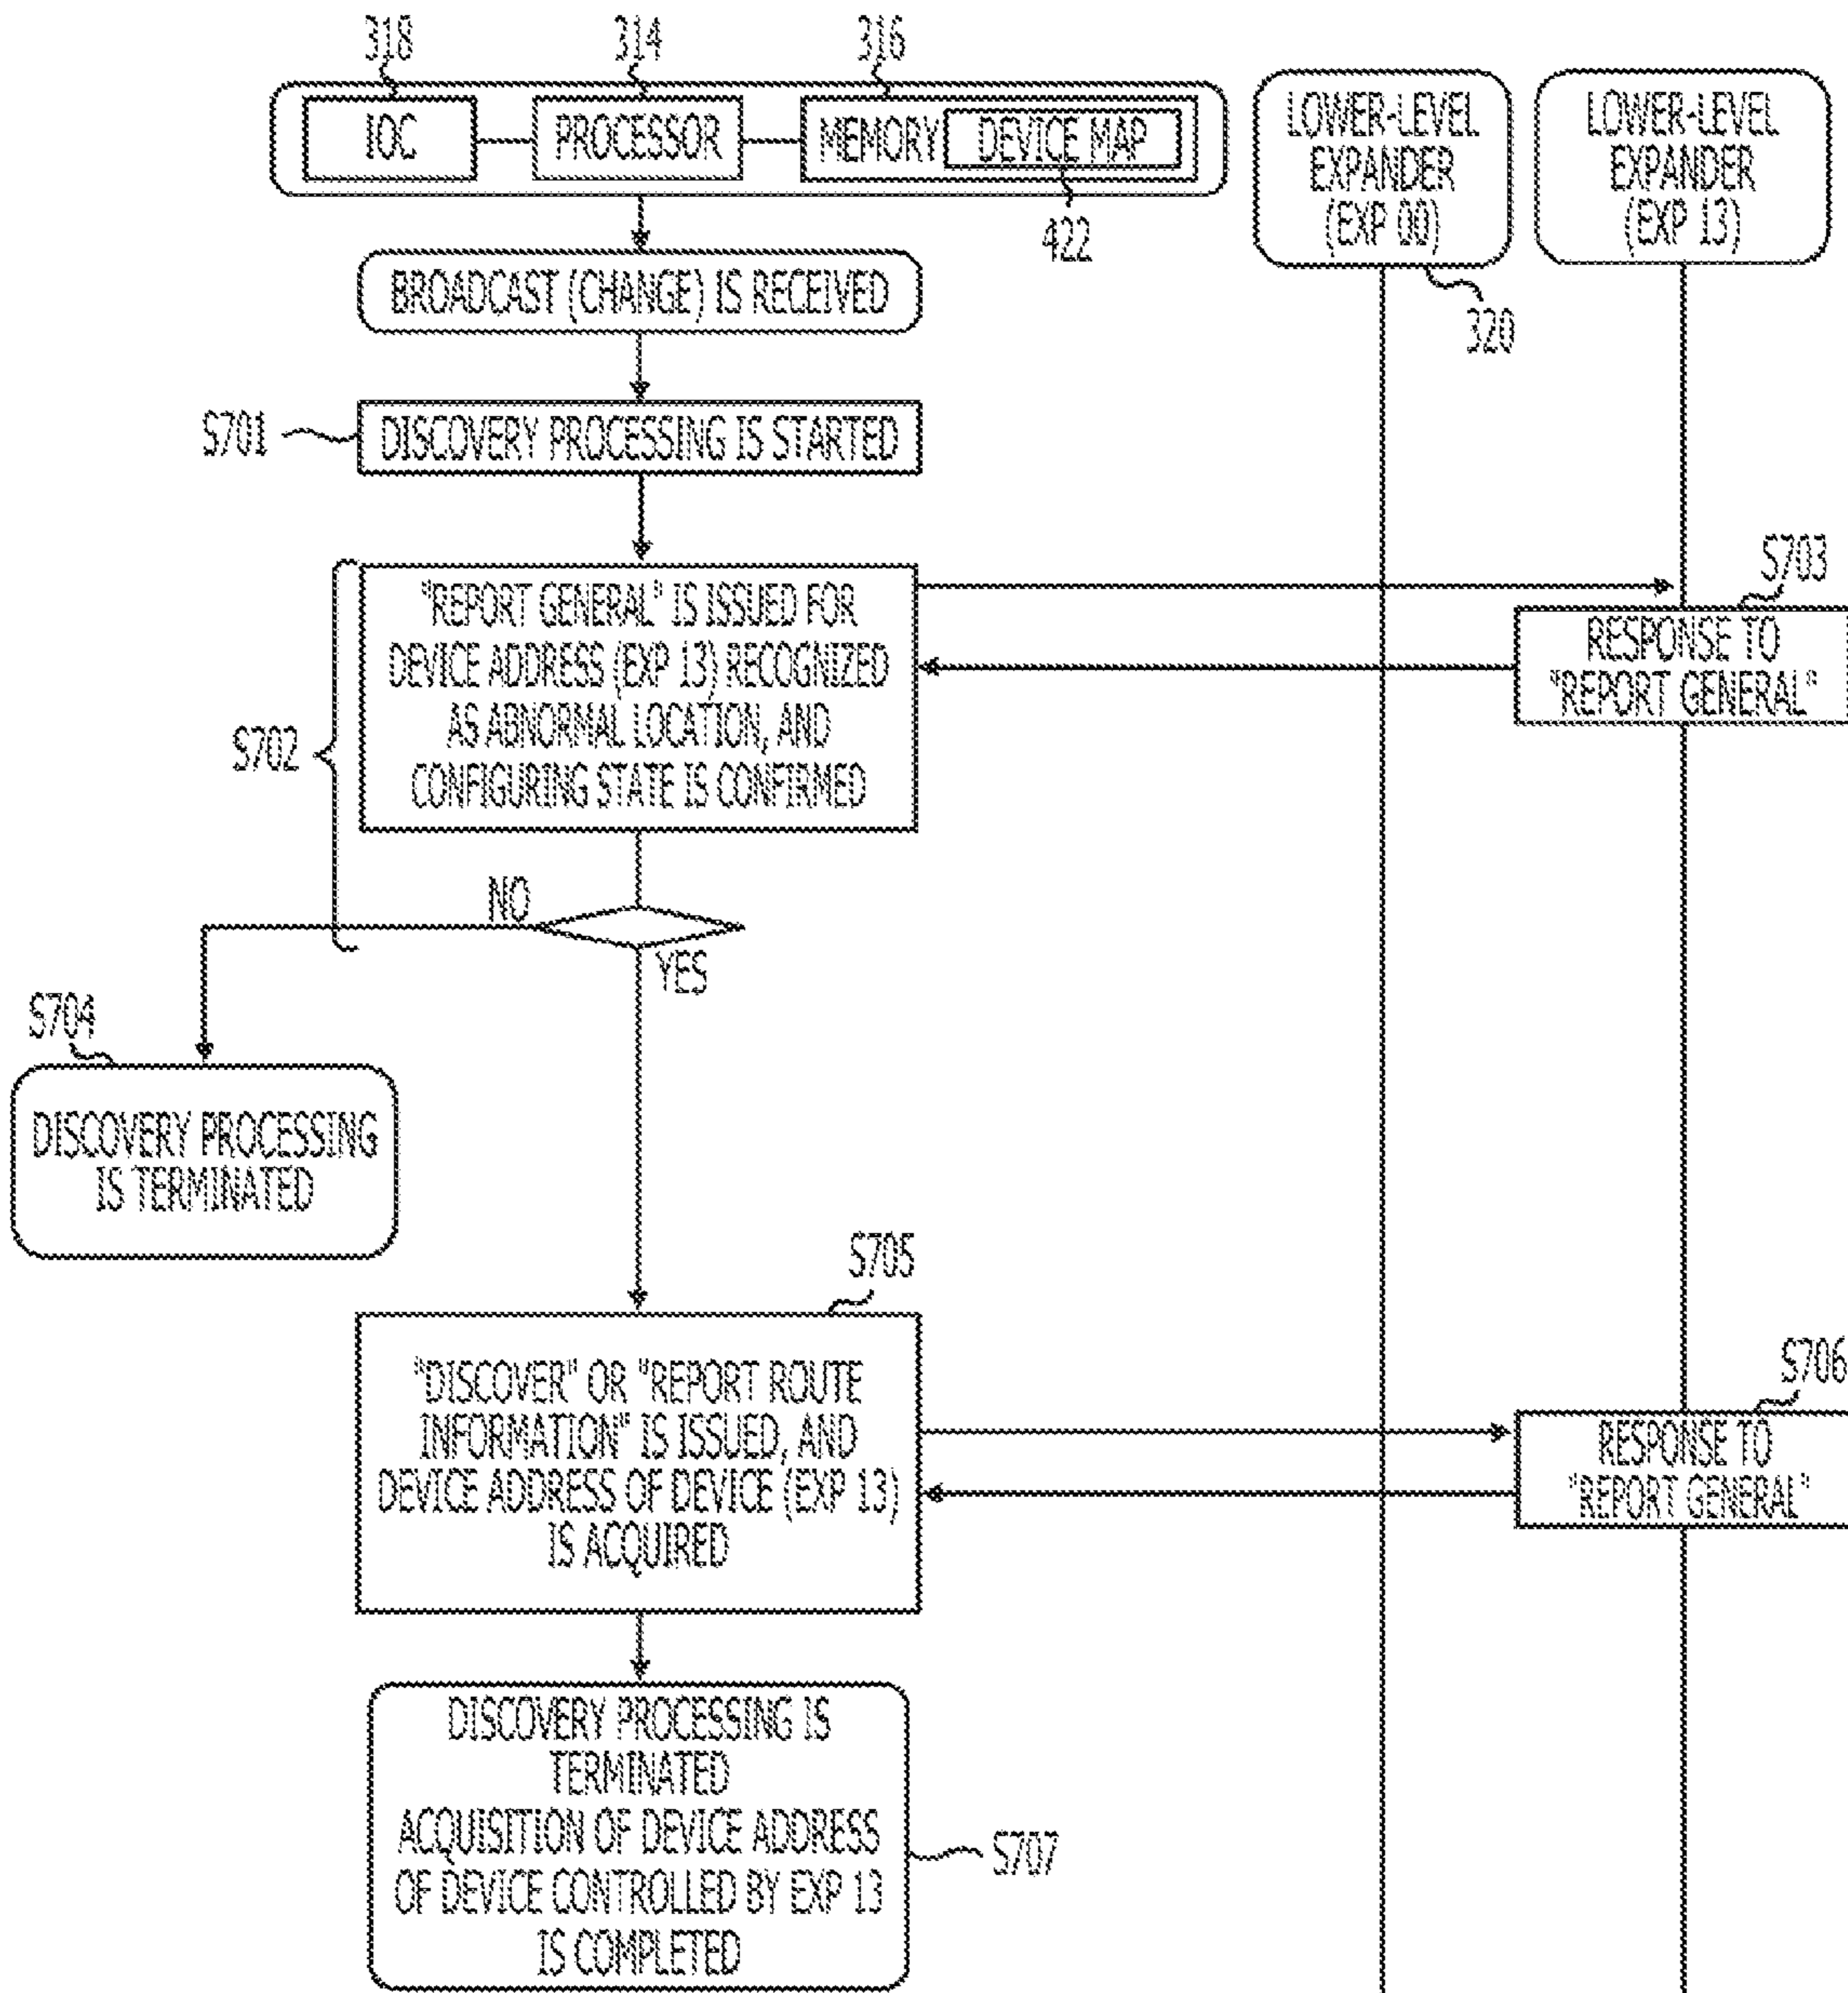 318
314
316
IOC
PROCESSOR
MEMORY
DEVICE MAP
422
LOWER-LEVEL
EXPANDER
(EXP 00)
320
LOWER-LEVEL
EXPANDER
(EXP 13)
BROADCAST (CHANGE) IS RECEIVED
S701
DISCOVERY PROCESSING IS STARTED
S702
"REPORT GENERAL" IS ISSUED FOR
DEVICE ADDRESS (EXP 13) RECOGNIZED
AS ABNORMAL LOCATION, AND
CONFIGURING STATE IS CONFIRMED
S703
RESPONSE TO
"REPORT GENERAL"
NO
YES
S704
DISCOVERY PROCESSING
IS TERMINATED
S705
"DISCOVER" OR "REPORT ROUTE
INFORMATION" IS ISSUED, AND
DEVICE ADDRESS OF DEVICE (EXP 13)
IS ACQUIRED
S706
RESPONSE TO
"REPORT GENERAL"
DISCOVERY PROCESSING IS
TERMINATED
ACQUISITION OF DEVICE ADDRESS
OF DEVICE CONTROLLED BY EXP 13
IS COMPLETED
S707